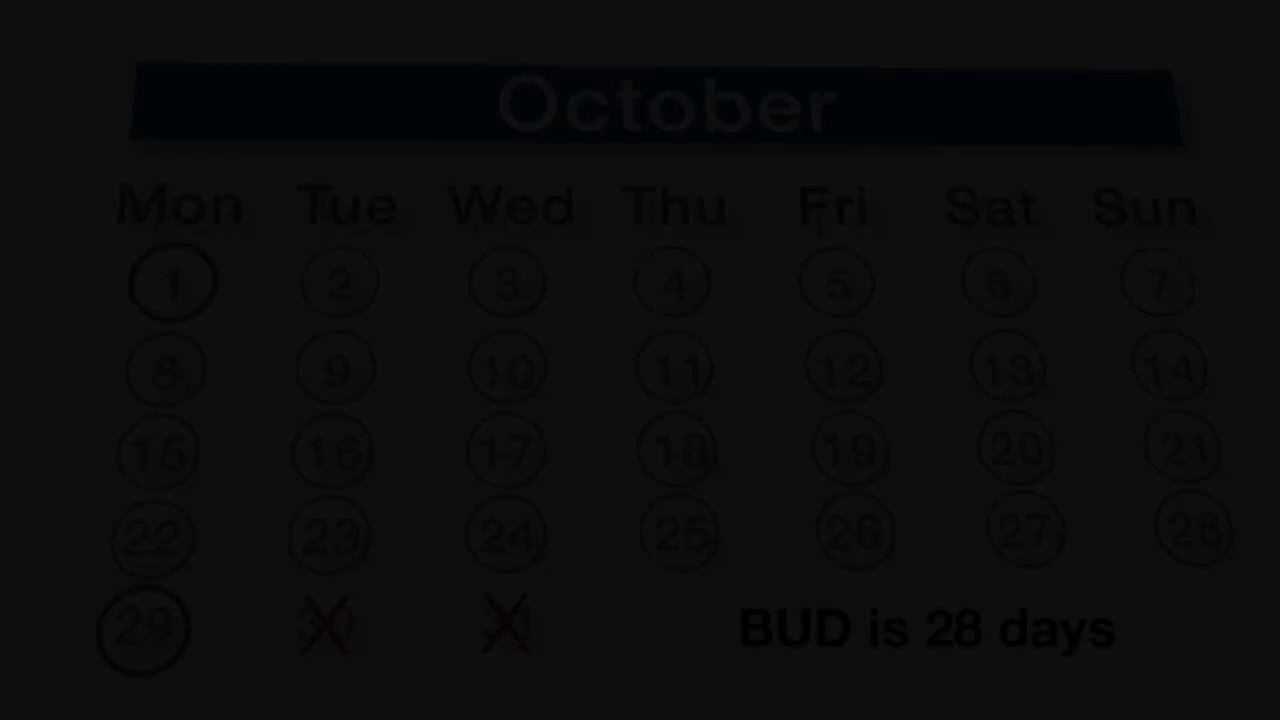 October
Mon Tue Wed Thu Fri Sat Sun
1 2 3 4 5 6 7
8 9 10 11 12 13 14
15 16 17 18 19 20 21
22 23 24 25 26 27 28
29 30 31 BUD is 28 days